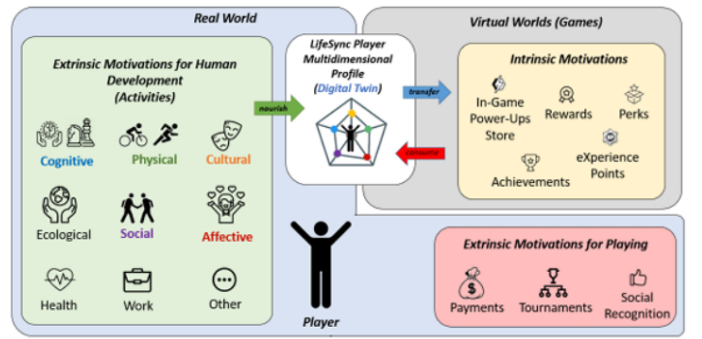 Real World
Virtual Worlds (Games)
Extrinsic Motivations for Human
Development
(Activities)
Cognitive
Physical
Cultural
Ecological
Social
Affective
Health
Work
Other
nourish
LifeSync Player
Multidimensional
Profile
(Digital Twin)
transfer
consume
Intrinsic Motivations
In-Game
Power-Ups
Store
Rewards
Perks
Achievements
eXperience
Points
Player
Extrinsic Motivations for Playing
Payments
Tournaments
Social
Recognition